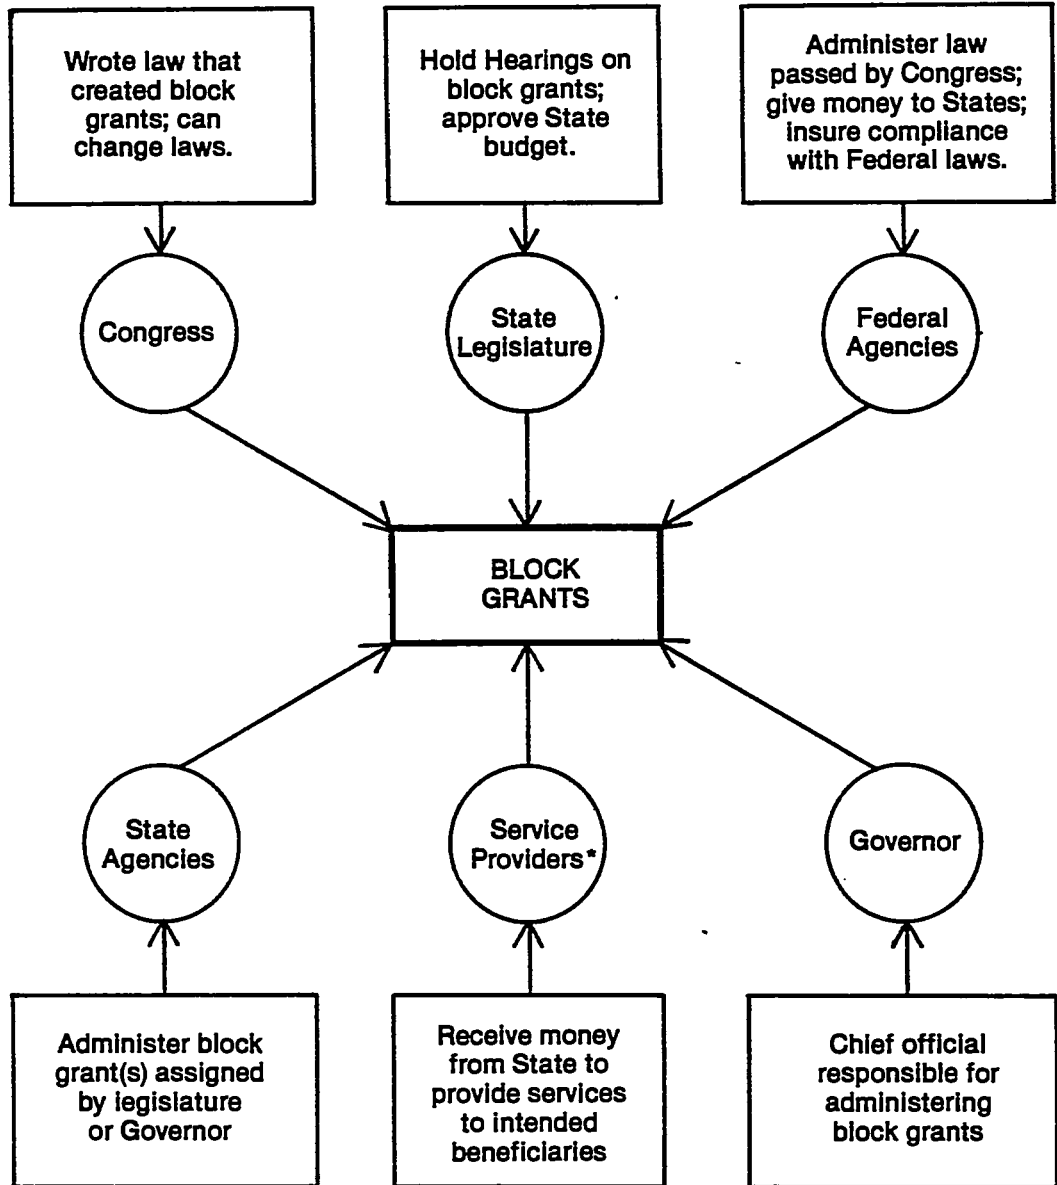 Wrote law that
created block
grants; can
change laws.
Hold Hearings on
block grants;
approve State
budget.
Administer law
passed by Congress;
give money to States;
insure compliance
with Federal laws.
Congress
State
Legislature
Federal
Agencies
BLOCK
GRANTS
State
Agencies
Service
Providers*
Governor
Administer block
grant(s) assigned
by legislature
or Governor
Receive money
from State to
provide services
to intended
beneficiaries
Chief official
responsible for
administering
block grants